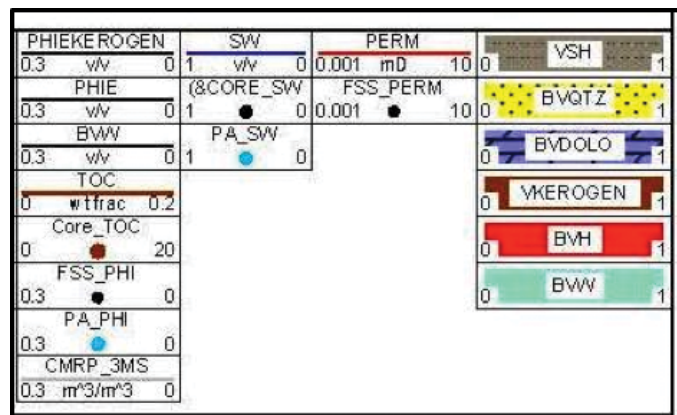 PHIEKEROGEN SW PERM VSH
0.3 v/v 0 1 v/v 0 0.001 mD 10 0 1
PHIE (&CORE_SW FSS_PERM BVQTZ
0.3 v/v 0 1 0 0.001 10 0 1
BVW PA_SW BVDOLO
0.3 v/v 0 1 0 0 1
TOC VKEROGEN
0 wtfrac 0.2 0 1
Core_TOC BVH
0 20 0 1
FSS_PHI BVW
0.3 0 0 1
PA_PHI
0.3 0
CMRP_3MS
0.3 m^3/m^3 0